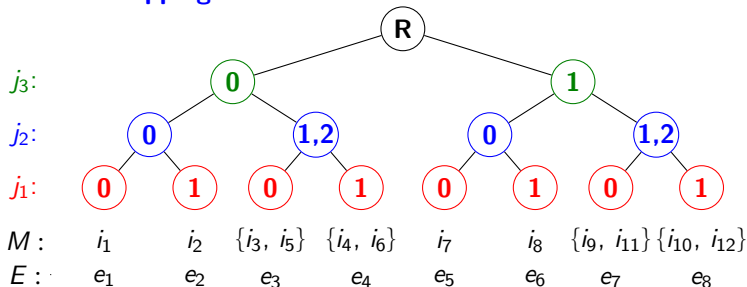 R
j₃: 0 1
j₂: 0 1,2 0 1,2
j₁: 0 1 0 1 0 1 0 1
M : i₁ i₂ {i₃, i₅} {i₄, i₆} i₇ i₈ {i₉, i₁₁} {i₁₀, i₁₂}
E : e₁ e₂ e₃ e₄ e₅ e₆ e₇ e₈